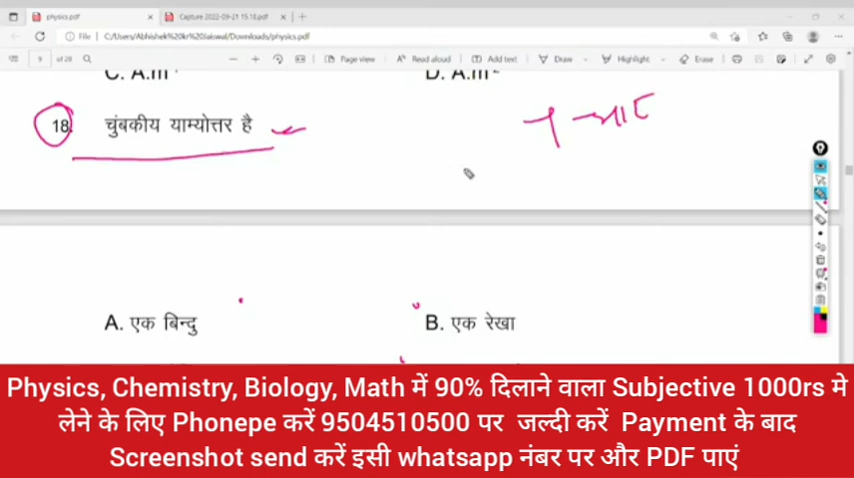 physics.pdf
Capture 2022-09-21 15.18.pdf
File | C:/Users/Abhishek%20kr%20Jaiswal/Downloads/physics.pdf
9 of 28
Page view
Read aloud
Add text
Draw
Highlight
Erase
18. चुंबकीय याम्योत्तर है
A. एक बिन्दु
B. एक रेखा
Physics, Chemistry, Biology, Math में 90% दिलाने वाला Subjective 1000rs मे
लेने के लिए Phonepe करें 9504510500 पर जल्दी करें Payment के बाद
Screenshot send करें इसी whatsapp नंबर पर और PDF पाएं